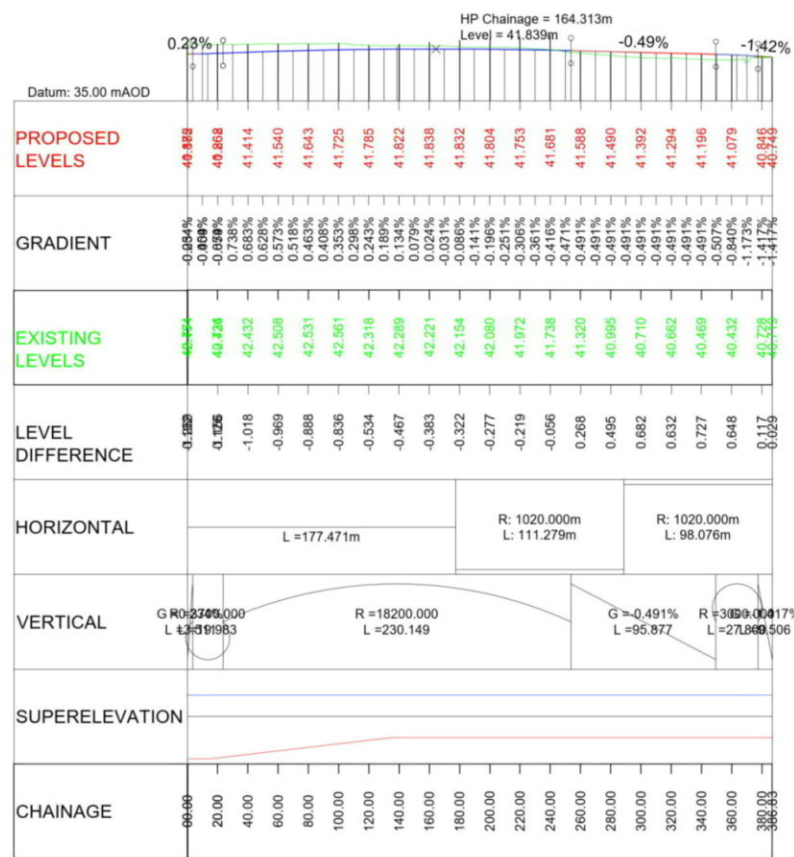 HP Chainage = 164.313m
Level = 41.839m
0.23%
-0.49%
-1.42%
Datum: 35.00 mAOD
PROPOSED
LEVELS
41.414 41.540 41.643 41.725 41.785 41.822 41.838 41.832 41.804 41.753 41.681 41.588 41.490 41.392 41.294 41.196 41.079 40.846 40.749
GRADIENT
0.738% 0.683% 0.628% 0.573% 0.518% 0.463% 0.408% 0.353% 0.298% 0.243% 0.189% 0.134% 0.079% 0.024% -0.031% -0.086% -0.141% -0.196% -0.251% -0.306% -0.361% -0.416% -0.471% -0.491% -0.491% -0.491% -0.491% -0.491% -0.491% -0.491% -0.491% -0.491% -0.507% -0.840% -1.173% -1.417% -1.417%
EXISTING
LEVELS
42.432 42.508 42.531 42.561 42.318 42.289 42.221 42.154 42.080 41.972 41.738 41.320 40.995 40.710 40.662 40.469 40.432 40.728 40.719
LEVEL
DIFFERENCE
-1.018 -0.969 -0.888 -0.836 -0.534 -0.467 -0.383 -0.322 -0.277 -0.219 -0.056 0.268 0.495 0.682 0.632 0.727 0.648 0.117 0.029
HORIZONTAL
L =177.471m
R: 1020.000m
L: 111.279m
R: 1020.000m
L: 98.076m
VERTICAL
R =18200.000
L = 230.149
G = -0.491%
L =95.877
SUPERELEVATION
CHAINAGE
20.00 40.00 60.00 80.00 100.00 120.00 140.00 160.00 180.00 200.00 220.00 240.00 260.00 280.00 300.00 320.00 340.00 360.00 380.00 386.83